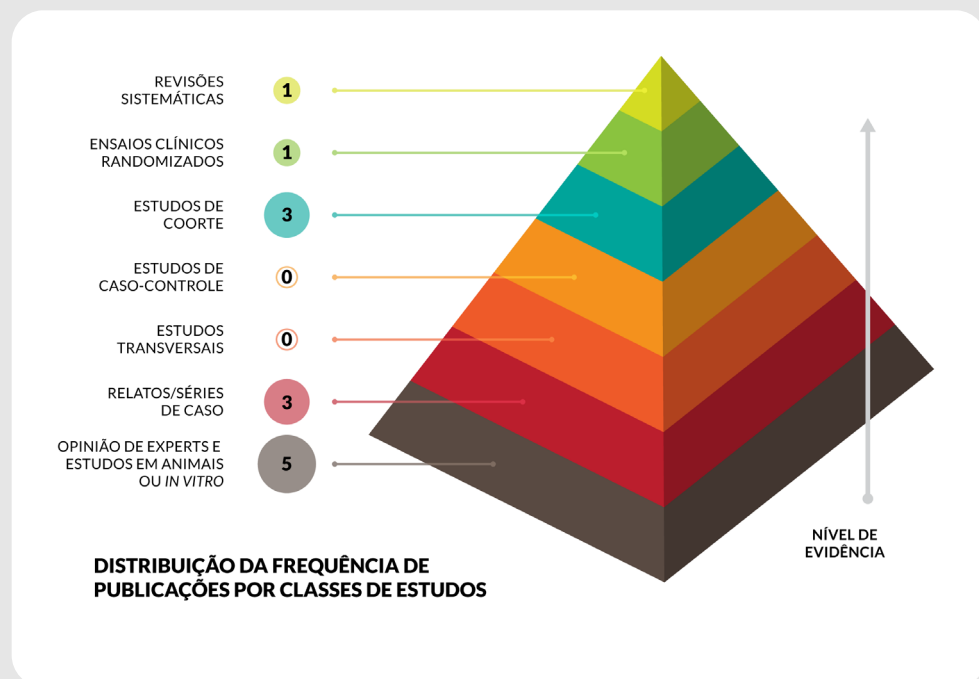 REVISÕES
SISTEMÁTICAS
1
ENSAIOS CLÍNICOS
RANDOMIZADOS
1
ESTUDOS DE
COORTE
3
ESTUDOS DE
CASO-CONTROLE
0
ESTUDOS
TRANSVERSAIS
0
RELATOS/SÉRIES
DE CASO
3
OPINIÃO DE EXPERTS E
ESTUDOS EM ANIMAIS
OU IN VITRO
5
NÍVEL DE
EVIDÊNCIA
DISTRIBUIÇÃO DA FREQUÊNCIA DE
PUBLICAÇÕES POR CLASSES DE ESTUDOS